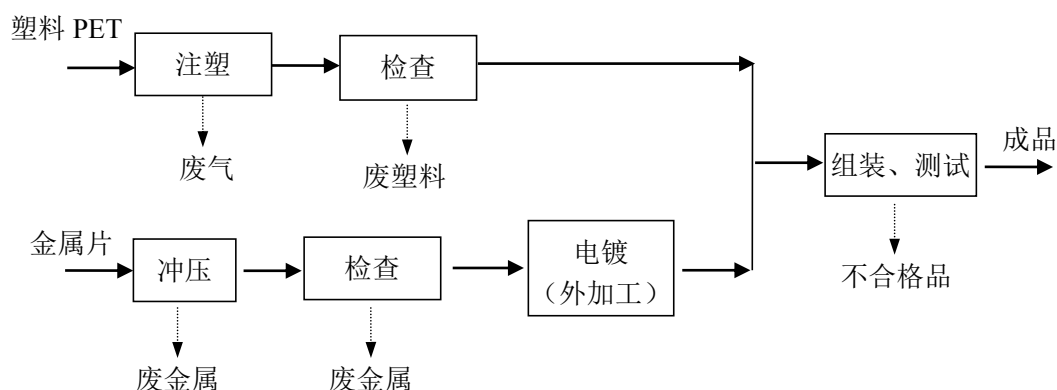 塑料 PET
注塑
检查
废气
废塑料
组装、测试
成品
不合格品
金属片
冲压
检查
电镀
（外加工）
废金属
废金属